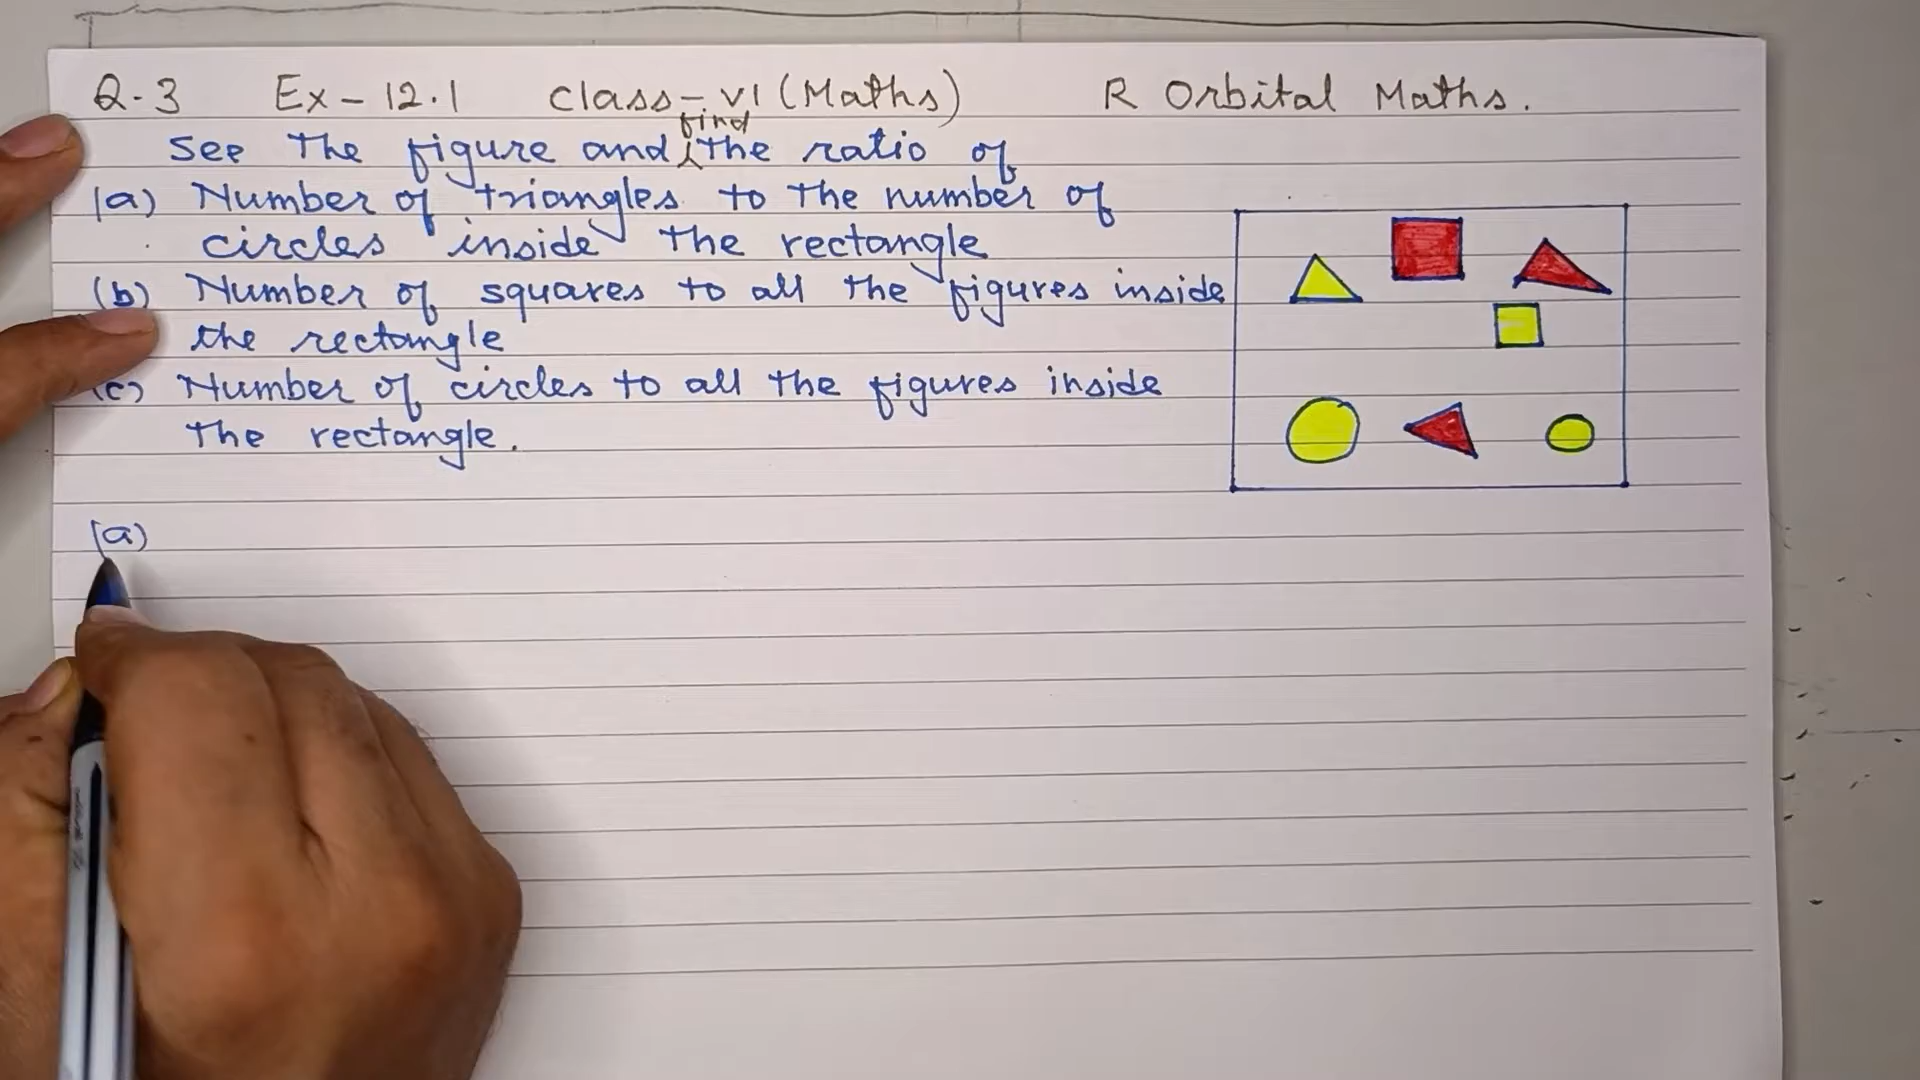 Q-3 Ex-12.1 Class-VI (Maths) R Orbital Maths.
find
See the figure and the ratio of
(a) Number of triangles to the number of
circles inside the rectangle
(b) Number of squares to all the figures inside
the rectangle
(c) Number of circles to all the figures inside
the rectangle.
(a)